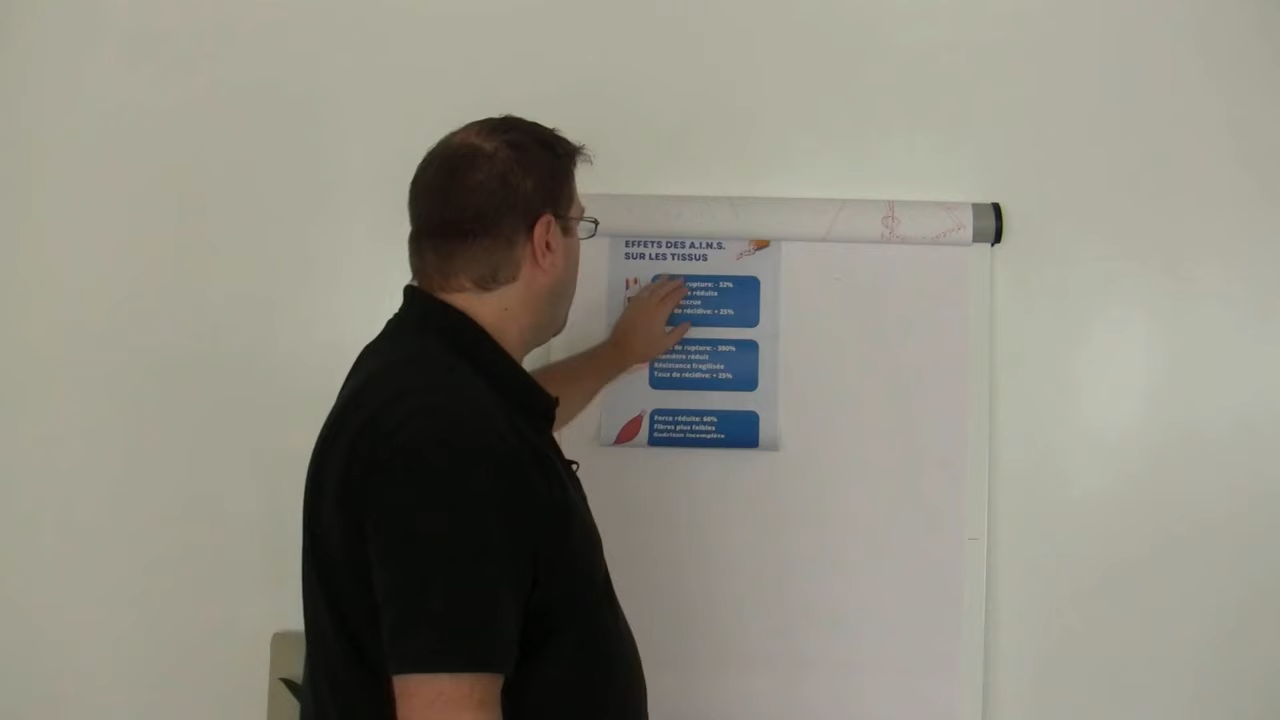 EFFETS DES A.I.N.S.
SUR LES TISSUS
rupture: - 32%
réduite
accrue
de récidive: + 25%
de rupture: - 300%
réduit
Résistance fragilisée
Taux de récidive: + 25%
Force réduite: 60%
Fibres plus faibles
Guérison incomplète